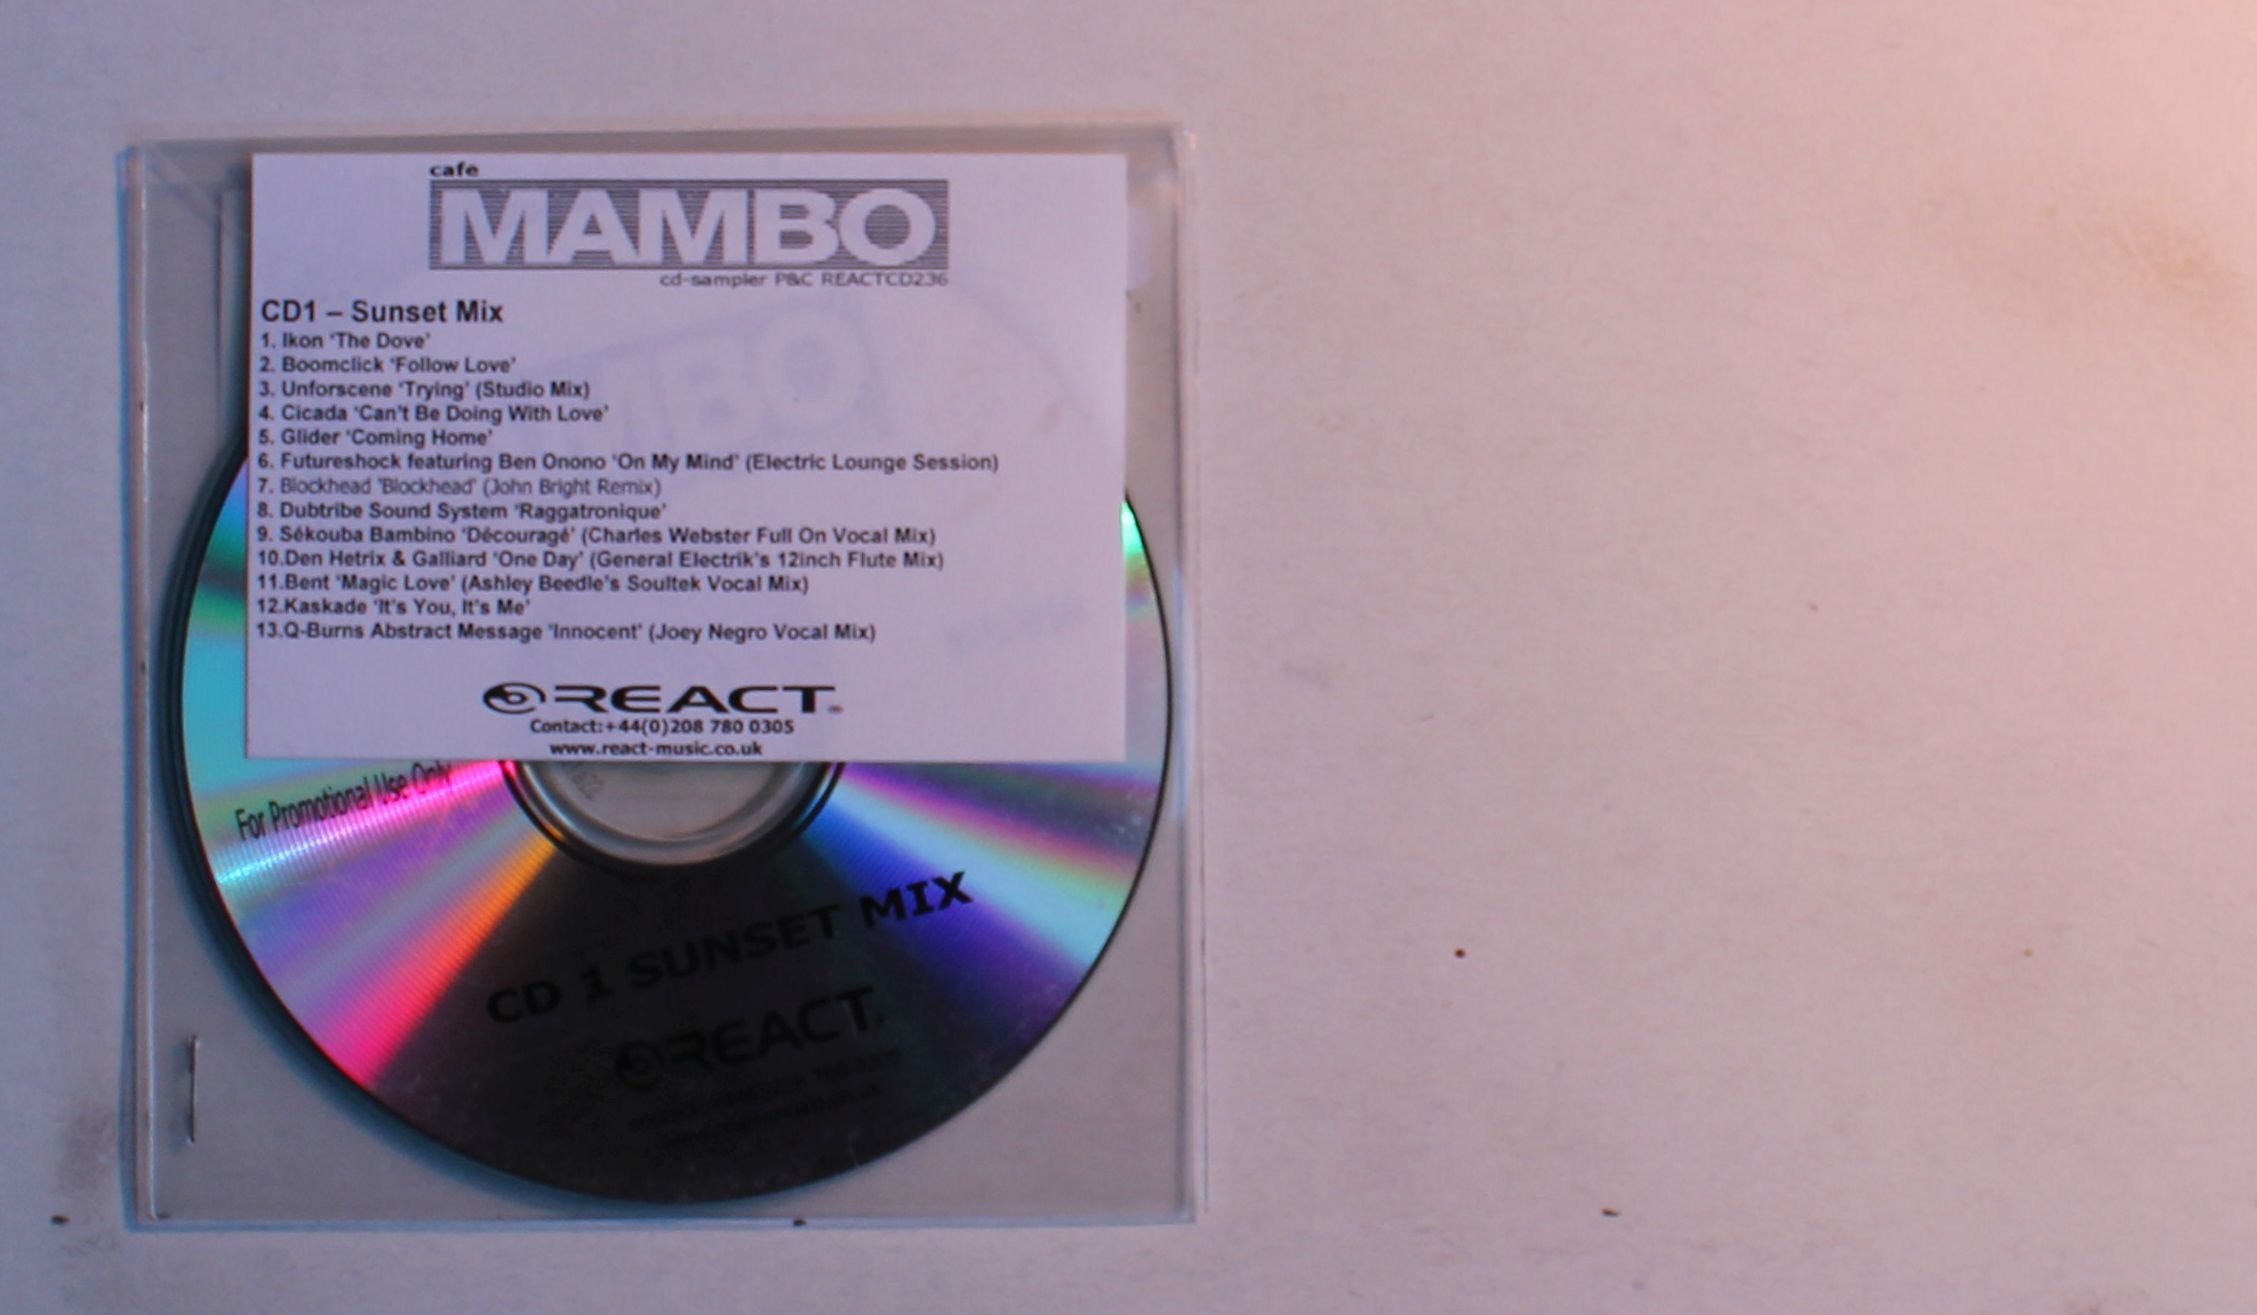 cafe
MAMBO
cd-sampler P&C REACTCD236
CD1 – Sunset Mix
1. Ikon ‘The Dove’
2. Boomclick ‘Follow Love’
3. Unforscene ‘Trying’ (Studio Mix)
4. Cicada ‘Can’t Be Doing With Love’
5. Glider ‘Coming Home’
6. Futureshock featuring Ben Onono ‘On My Mind’ (Electric Lounge Session)
7. Blockhead 'Blockhead' (John Bright Remix)
8. Dubtribe Sound System ‘Raggatronique’
9. Sékouba Bambino ‘Découragé’ (Charles Webster Full On Vocal Mix)
10.Den Hetrix & Galliard ‘One Day’ (General Electrik’s 12inch Flute Mix)
11.Bent ‘Magic Love’ (Ashley Beedle’s Soultek Vocal Mix)
12.Kaskade ‘It’s You, It’s Me’
13.Q-Burns Abstract Message ‘Innocent’ (Joey Negro Vocal Mix)
REACT®
Contact:+44(0)208 780 0305
www.react-music.co.uk
For Promotional Use Only
CD 1 SUNSET MIX
REACT